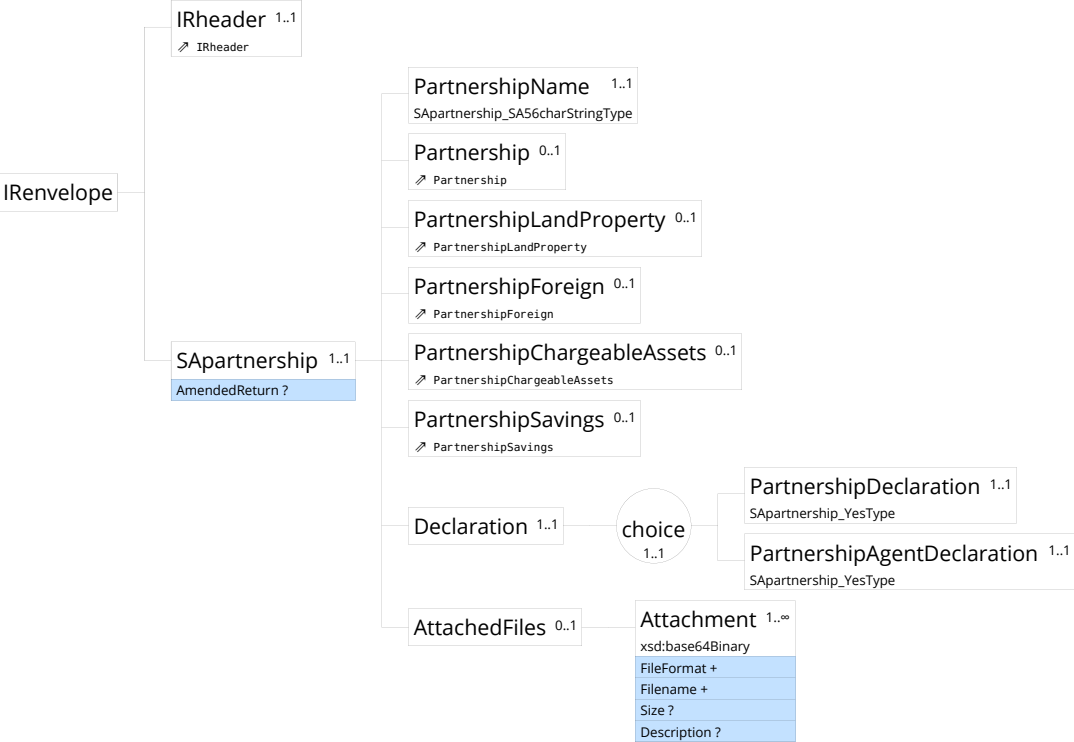 IRheader 1..1
⇗ IRheader
PartnershipName 1..1
SApartnership_SA56charStringType
Partnership 0..1
⇗ Partnership
IRenvelope
PartnershipLandProperty 0..1
⇗ PartnershipLandProperty
PartnershipForeign 0..1
⇗ PartnershipForeign
SApartnership 1..1
AmendedReturn ?
PartnershipChargeableAssets 0..1
⇗ PartnershipChargeableAssets
PartnershipSavings 0..1
⇗ PartnershipSavings
Declaration 1..1
choice
1..1
PartnershipDeclaration 1..1
SApartnership_YesType
PartnershipAgentDeclaration 1..1
SApartnership_YesType
AttachedFiles 0..1
Attachment 1..∞
xsd:base64Binary
FileFormat +
Filename +
Size ?
Description ?